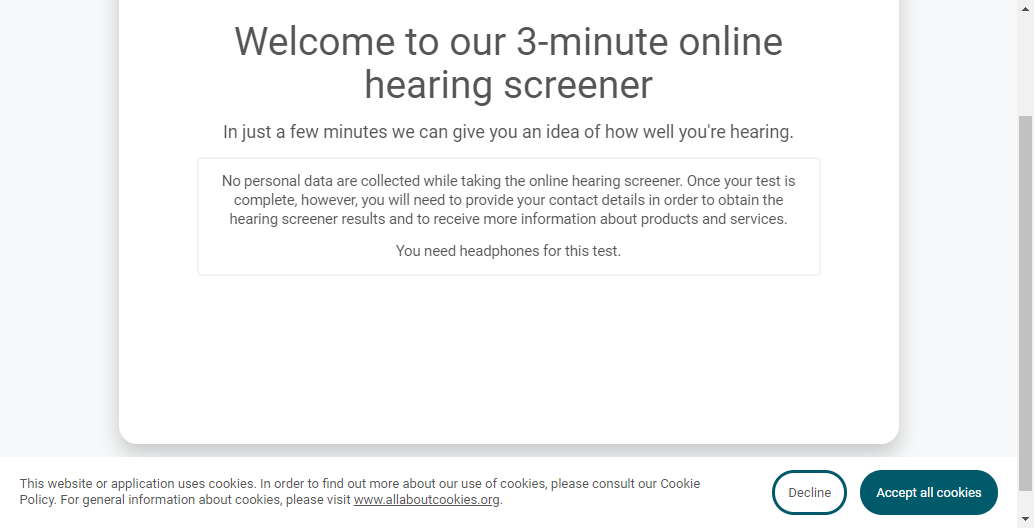 Welcome to our 3-minute online
hearing screener
In just a few minutes we can give you an idea of how well you're hearing.
No personal data are collected while taking the online hearing screener. Once your test is
complete, however, you will need to provide your contact details in order to obtain the
hearing screener results and to receive more information about products and services.
You need headphones for this test.
This website or application uses cookies. In order to find out more about our use of cookies, please consult our Cookie
Policy. For general information about cookies, please visit www.allaboutcookies.org.
Decline
Accept all cookies